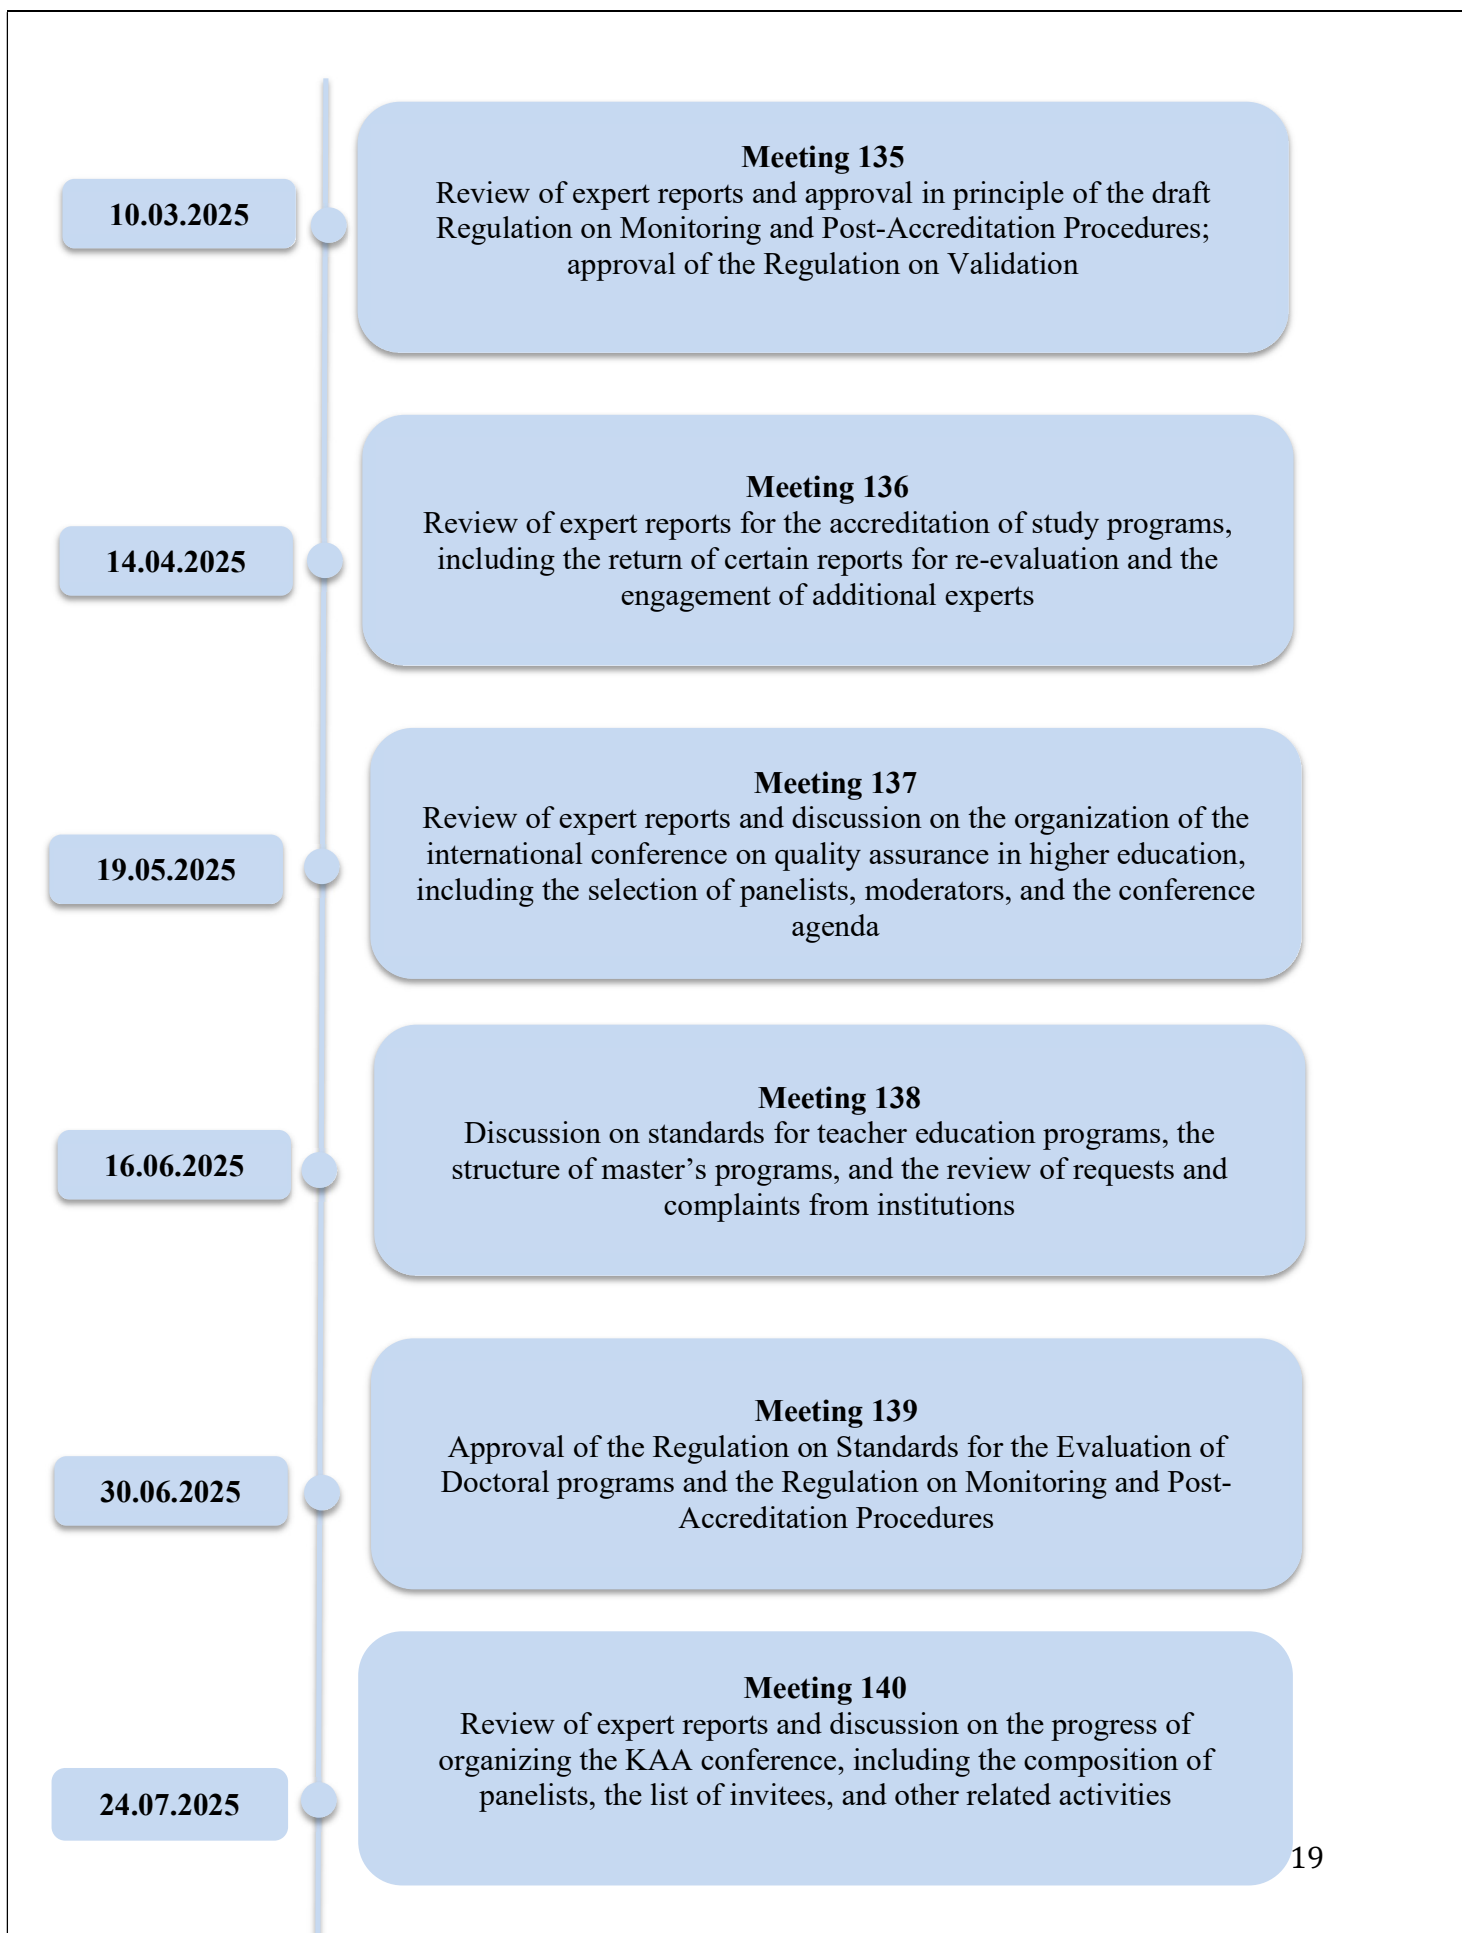 10.03.2025
Meeting 135
Review of expert reports and approval in principle of the draft
Regulation on Monitoring and Post-Accreditation Procedures;
approval of the Regulation on Validation
14.04.2025
Meeting 136
Review of expert reports for the accreditation of study programs,
including the return of certain reports for re-evaluation and the
engagement of additional experts
19.05.2025
Meeting 137
Review of expert reports and discussion on the organization of the
international conference on quality assurance in higher education,
including the selection of panelists, moderators, and the conference
agenda
16.06.2025
Meeting 138
Discussion on standards for teacher education programs, the
structure of master’s programs, and the review of requests and
complaints from institutions
30.06.2025
Meeting 139
Approval of the Regulation on Standards for the Evaluation of
Doctoral programs and the Regulation on Monitoring and Post-
Accreditation Procedures
24.07.2025
Meeting 140
Review of expert reports and discussion on the progress of
organizing the KAA conference, including the composition of
panelists, the list of invitees, and other related activities
19